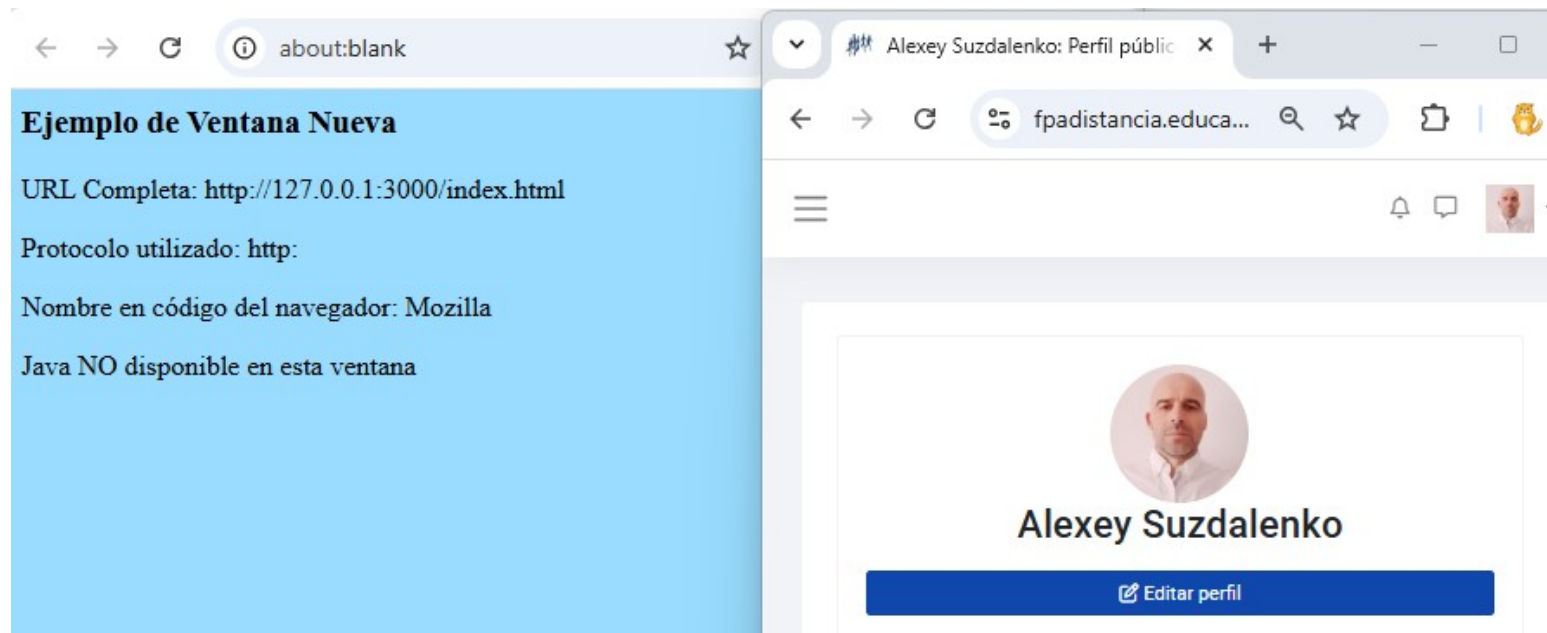 about:blank
Ejemplo de Ventana Nueva
URL Completa: http://127.0.0.1:3000/index.html
Protocolo utilizado: http:
Nombre en código del navegador: Mozilla
Java NO disponible en esta ventana
Alexey Suzdalenko: Perfil públic
fpadistancia.educa...
Alexey Suzdalenko
Editar perfil